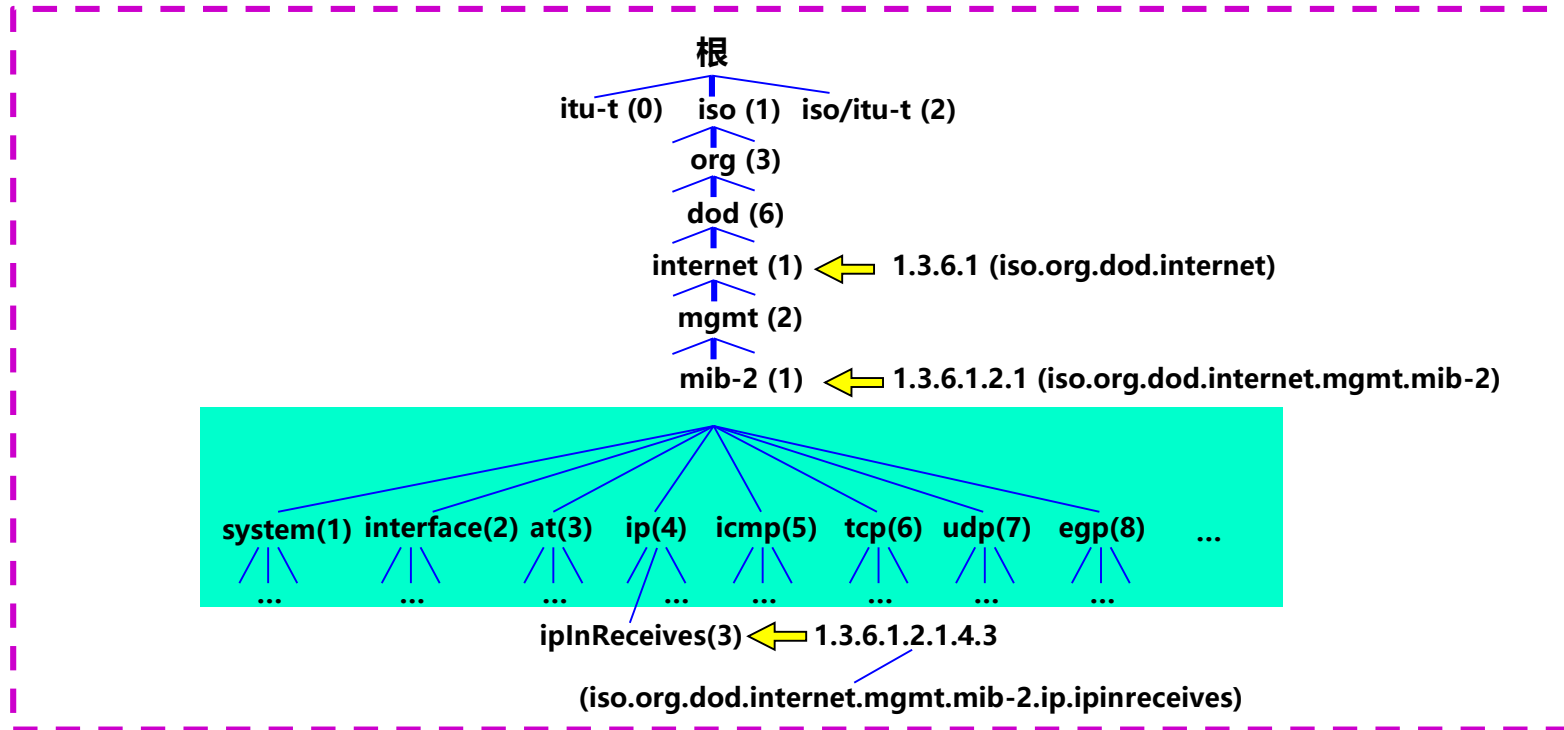 根
itu-t (0) iso (1) iso/itu-t (2)
org (3)
dod (6)
internet (1) 1.3.6.1 (iso.org.dod.internet)
mgmt (2)
mib-2 (1) 1.3.6.1.2.1 (iso.org.dod.internet.mgmt.mib-2)
system(1) interface(2) at(3) ip(4) icmp(5) tcp(6) udp(7) egp(8) ...
... ... ... ... ... ... ... ...
ipInReceives(3) 1.3.6.1.2.1.4.3
(iso.org.dod.internet.mgmt.mib-2.ip.ipinreceives)